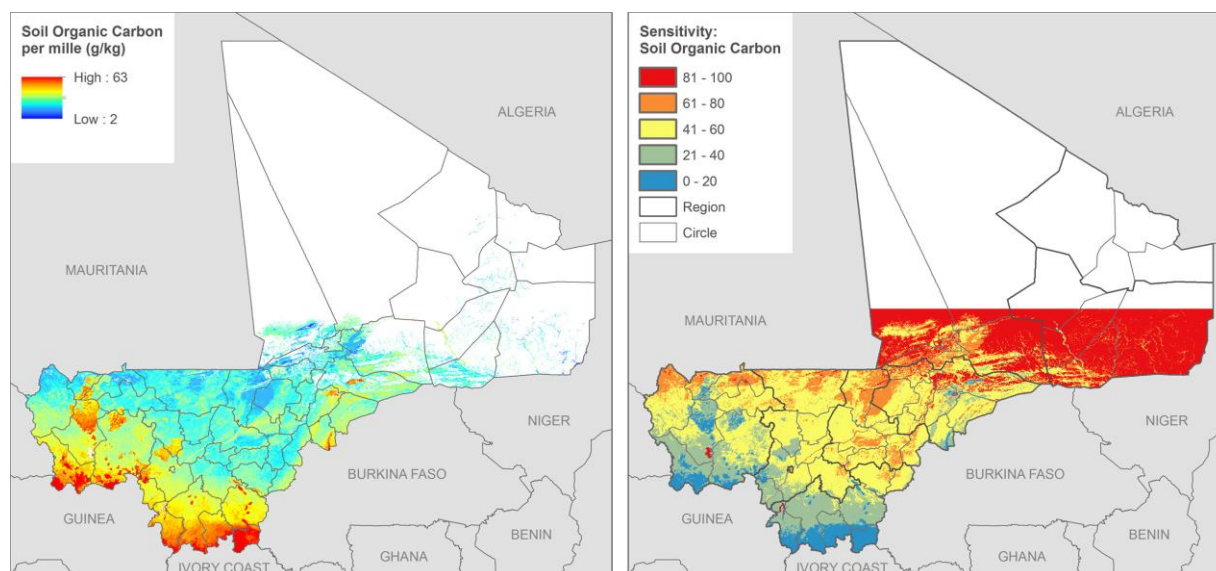 Soil Organic Carbon
per mille (g/kg)
High : 63
Low : 2
ALGERIA
MAURITANIA
NIGER
BURKINA FASO
GUINEA
BENIN
GHANA
IVORY COAST
Sensitivity:
Soil Organic Carbon
81 - 100
61 - 80
41 - 60
21 - 40
0 - 20
Region
Circle
ALGERIA
MAURITANIA
NIGER
BURKINA FASO
GUINEA
BENIN
GHANA
IVORY COAST